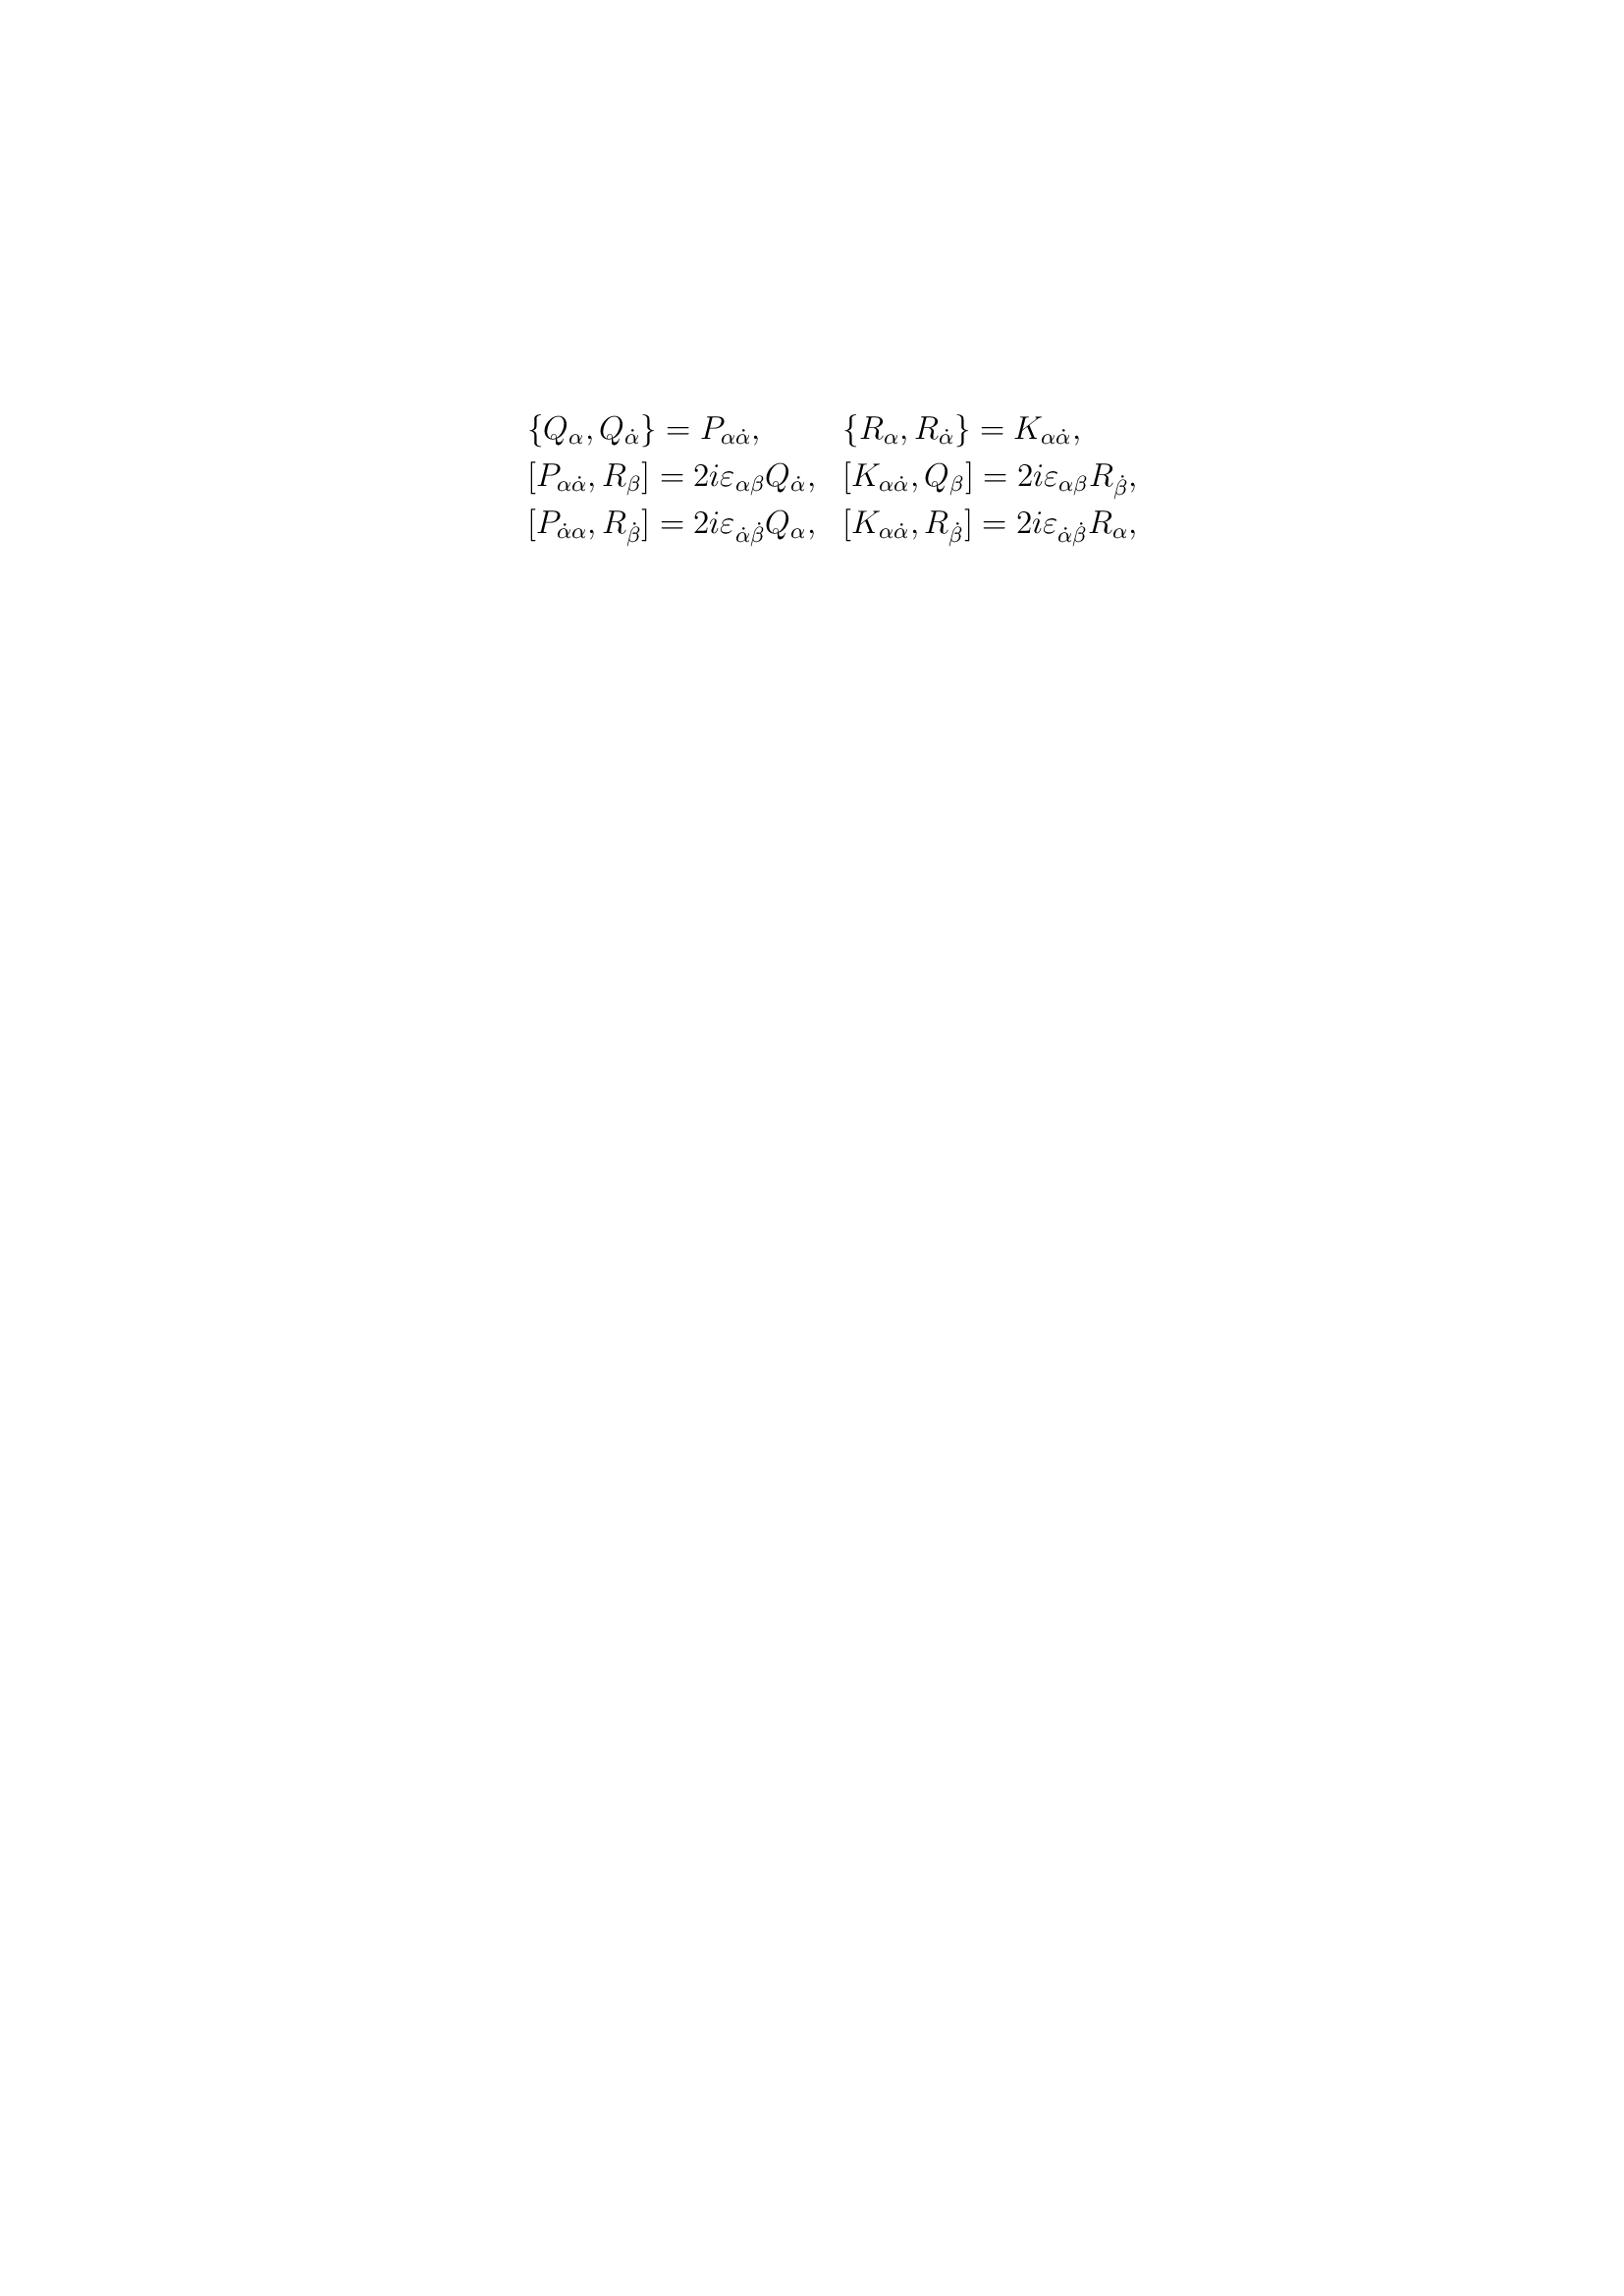 $\{Q_{\alpha}, Q_{\dot{\alpha}}\} = P_{\alpha\dot{\alpha}}, \quad \{R_{\alpha}, R_{\dot{\alpha}}\} = K_{\alpha\dot{\alpha}},$
$[P_{\alpha\dot{\alpha}}, R_{\beta}] = 2i\varepsilon_{\alpha\beta}Q_{\dot{\alpha}}, \quad [K_{\alpha\dot{\alpha}}, Q_{\beta}] = 2i\varepsilon_{\alpha\beta}R_{\dot{\beta}},$
$[P_{\dot{\alpha}\alpha}, R_{\dot{\beta}}] = 2i\varepsilon_{\dot{\alpha}\dot{\beta}}Q_{\alpha}, \quad [K_{\alpha\dot{\alpha}}, R_{\dot{\beta}}] = 2i\varepsilon_{\dot{\alpha}\dot{\beta}}R_{\alpha},$